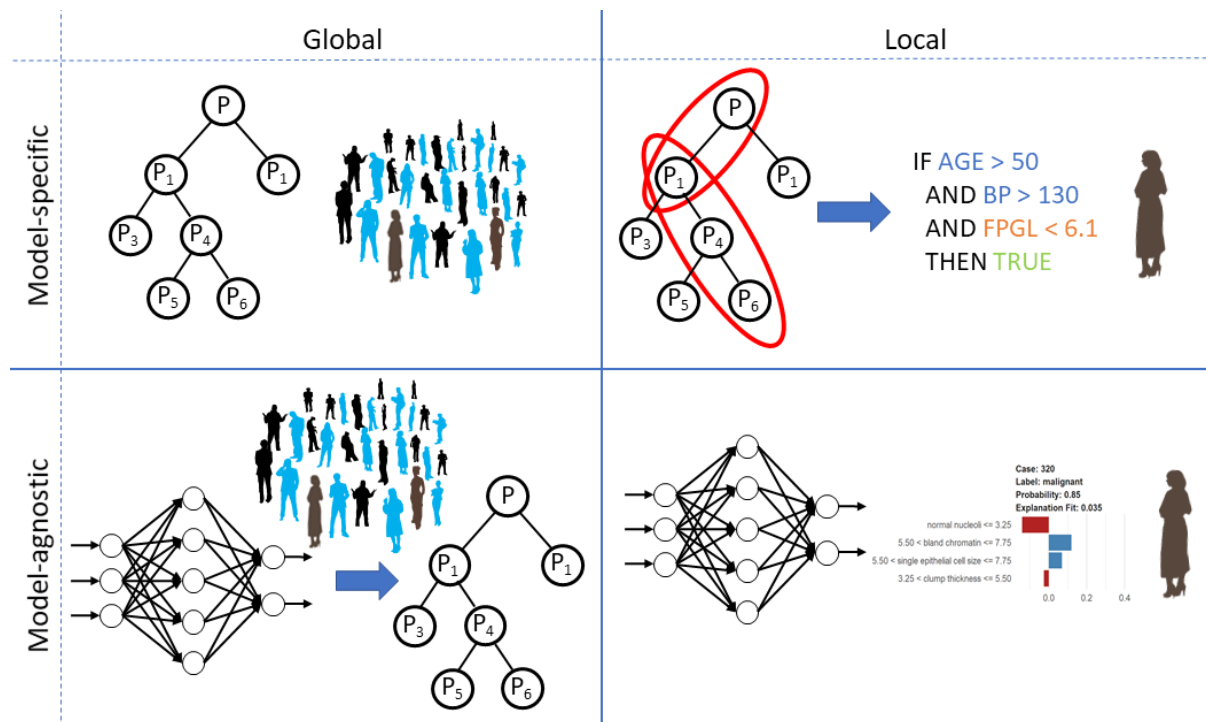 Global
Local
Model-specific
P
P₁
P₁
P₃
P₄
P₅
P₆
P
P₁
P₁
P₃
P₄
P₅
P₆
IF AGE > 50
AND BP > 130
AND FPGL < 6.1
THEN TRUE
Model-agnostic
P
P₁
P₁
P₃
P₄
P₅
P₆
Case: 320
Label: malignant
Probability: 0.85
Explanation Fit: 0.035
normal nucleoli <= 3.25
5.50 < bland chromatin <= 7.75
5.50 < single epithelial cell size <= 7.75
3.25 < clump thickness <= 5.50
0.0 0.2 0.4